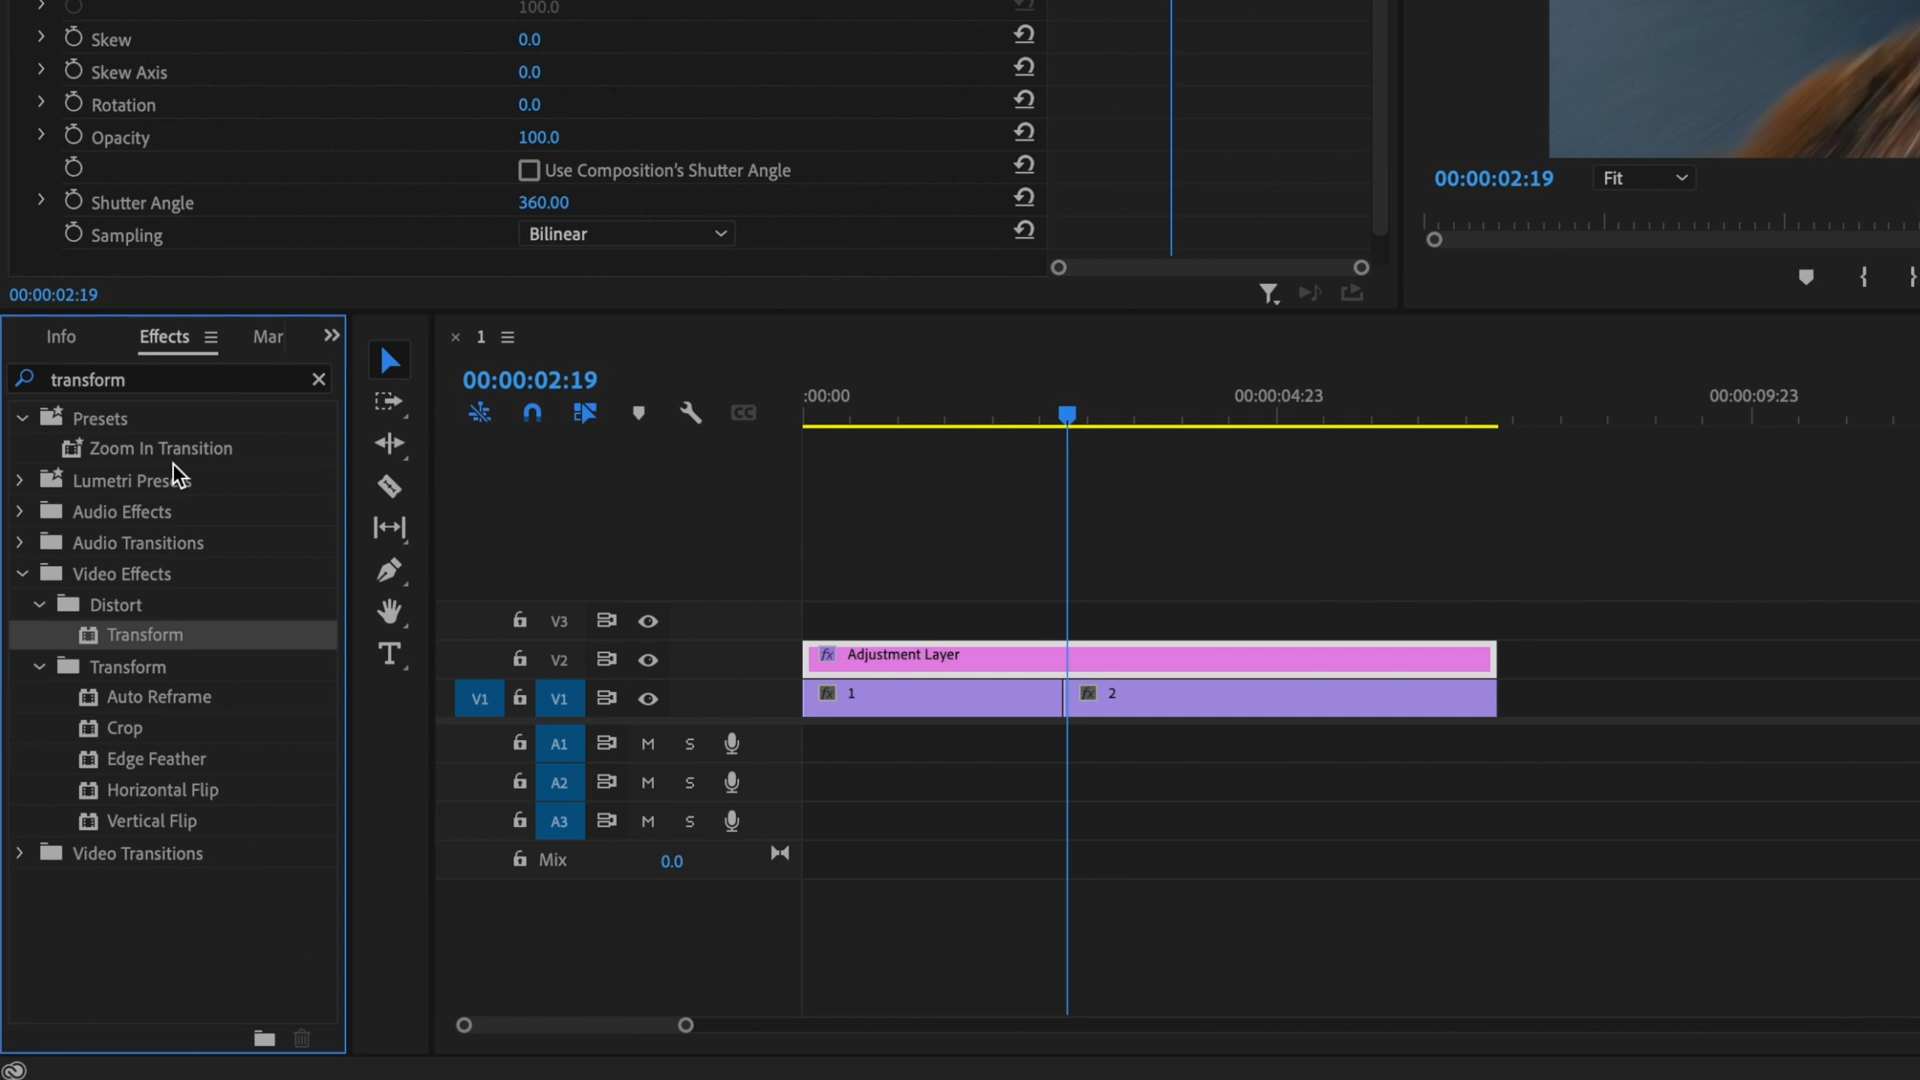 100.0
Skew 0.0
Skew Axis 0.0
Rotation 0.0
Opacity 100.0
Use Composition's Shutter Angle
Shutter Angle 360.00
Sampling Bilinear
00:00:02:19
00:00:02:19 Fit
Info Effects Mar
transform
Presets
Zoom In Transition
Lumetri Presets
Audio Effects
Audio Transitions
Video Effects
Distort
Transform
Transform
Auto Reframe
Crop
Edge Feather
Horizontal Flip
Vertical Flip
Video Transitions
T
× 1
00:00:02:19
CC
:00:00 00:00:04:23 00:00:09:23
V3
V2 fx Adjustment Layer
V1 V1 fx 1 fx 2
A1 M S
A2 M S
A3 M S
Mix 0.0